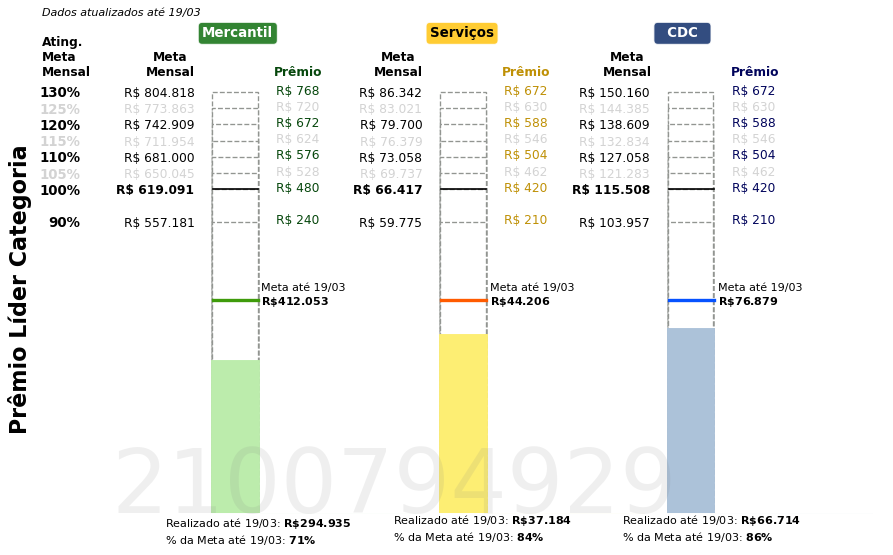 Dados atualizados até 19/03
Mercantil Serviços CDC
Ating. Meta Mensal
Meta Mensal Prêmio Meta Mensal Prêmio Meta Mensal Prêmio
130% R$ 804.818 R$ 768 R$ 86.342 R$ 672 R$ 150.160 R$ 672
125% R$ 773.863 R$ 720 R$ 83.021 R$ 630 R$ 144.385 R$ 630
120% R$ 742.909 R$ 672 R$ 79.700 R$ 588 R$ 138.609 R$ 588
115% R$ 711.954 R$ 624 R$ 76.379 R$ 546 R$ 132.834 R$ 546
110% R$ 681.000 R$ 576 R$ 73.058 R$ 504 R$ 127.058 R$ 504
105% R$ 650.045 R$ 528 R$ 69.737 R$ 462 R$ 121.283 R$ 462
100% R$ 619.091 R$ 480 R$ 66.417 R$ 420 R$ 115.508 R$ 420
90% R$ 557.181 R$ 240 R$ 59.775 R$ 210 R$ 103.957 R$ 210
Prêmio Líder Categoria
Meta até 19/03 Meta até 19/03 Meta até 19/03
R$412.053 R$44.206 R$76.879
2100794929
Realizado até 19/03: R$294.935 Realizado até 19/03: R$37.184 Realizado até 19/03: R$66.714
% da Meta até 19/03: 71% % da Meta até 19/03: 84% % da Meta até 19/03: 86%